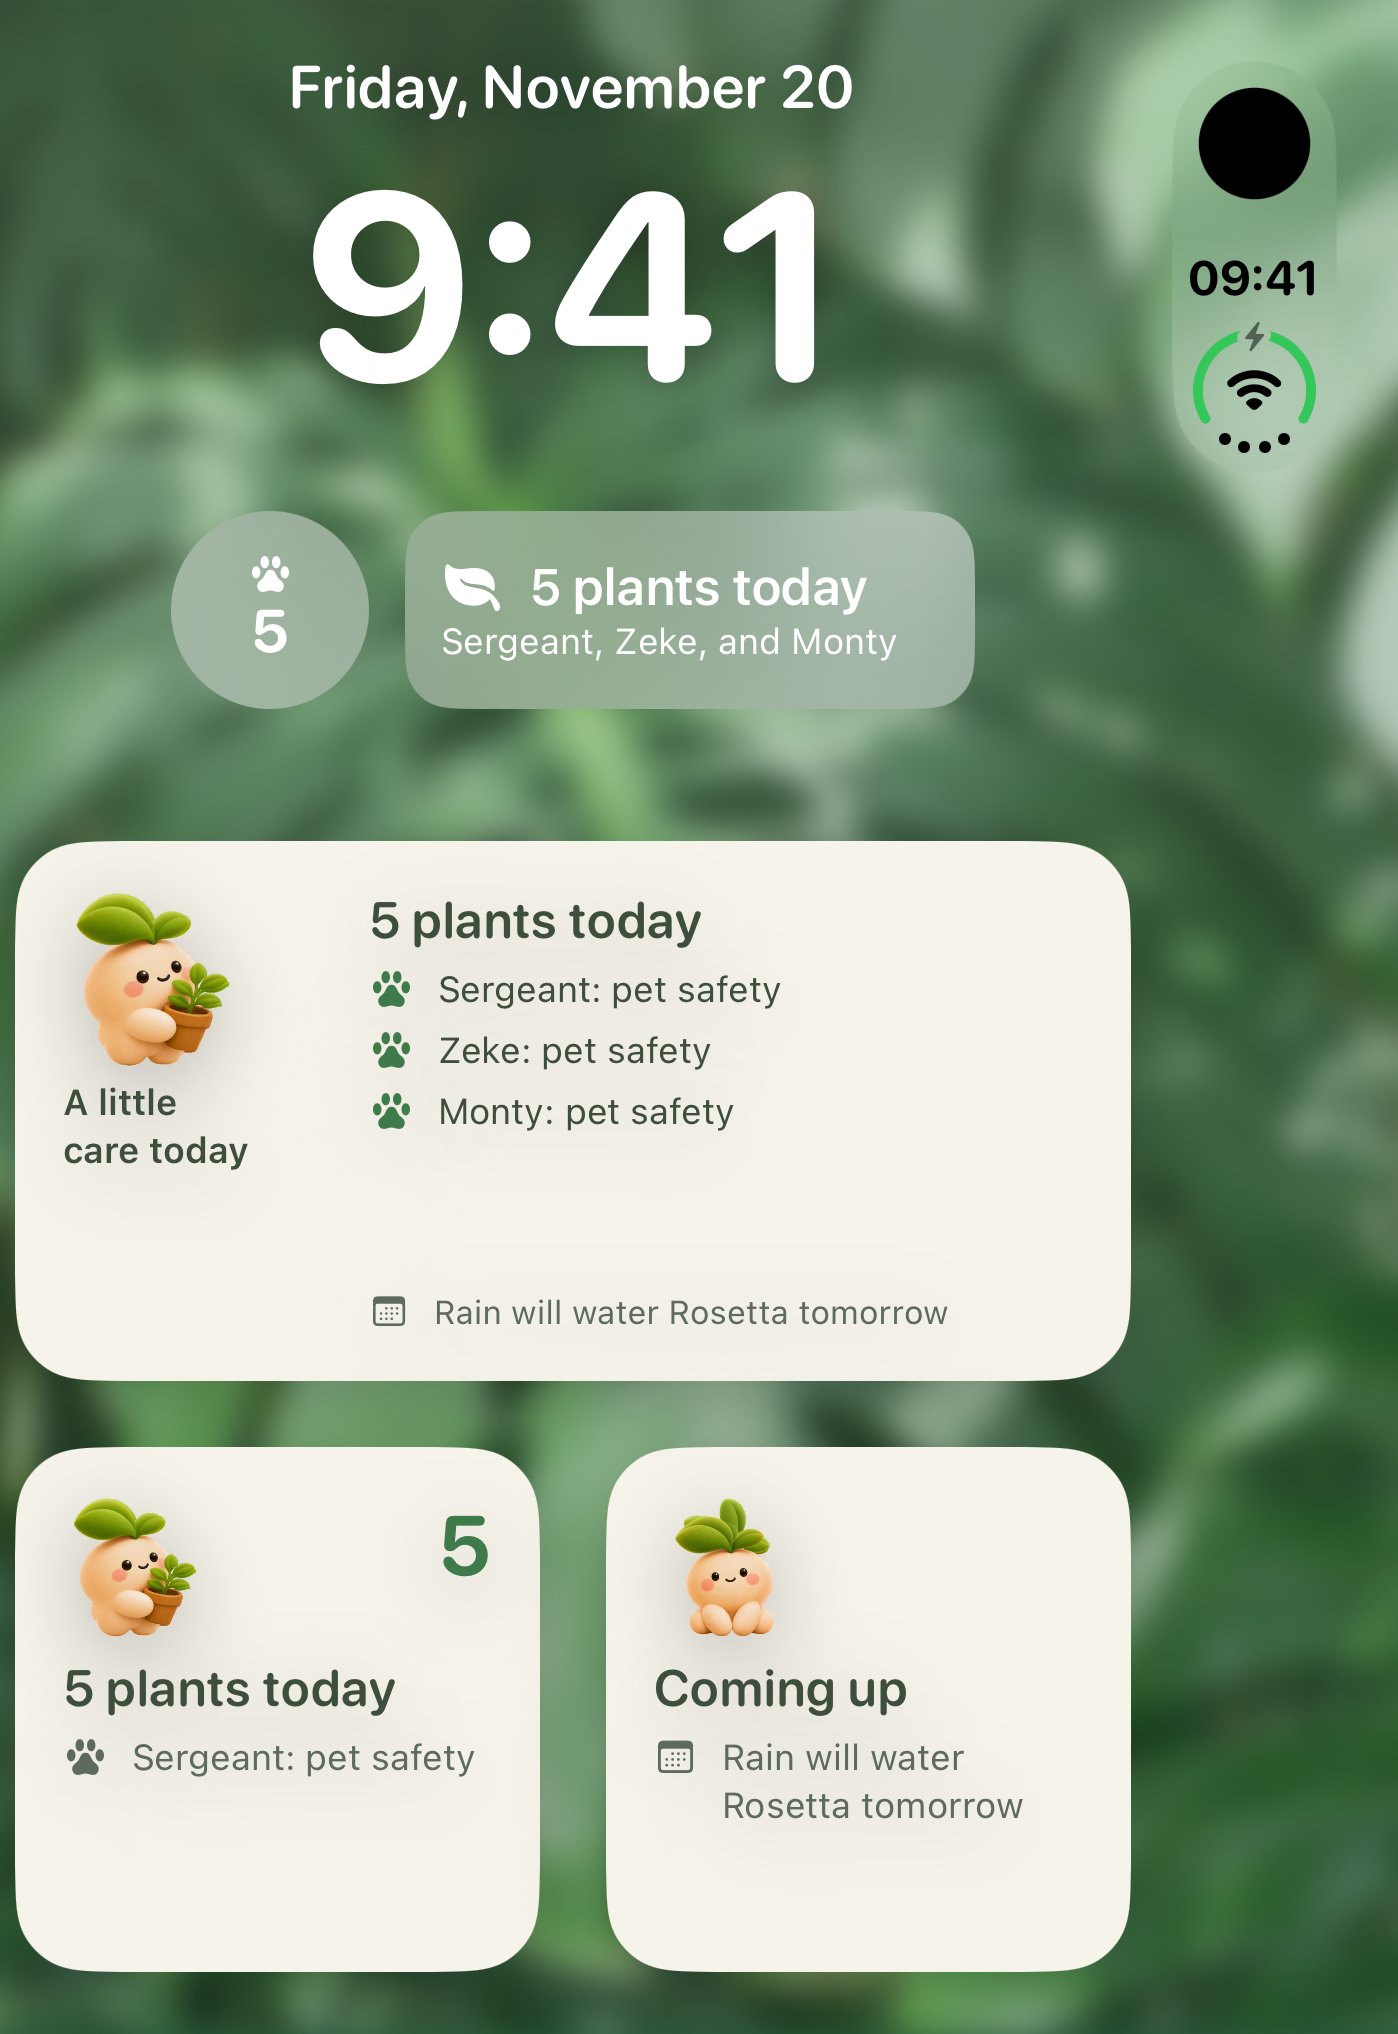 Friday, November 20
9:41
09:41
5
5 plants today
Sergeant, Zeke, and Monty
5 plants today
Sergeant: pet safety
Zeke: pet safety
Monty: pet safety
A little
care today
Rain will water Rosetta tomorrow
5
5 plants today
Sergeant: pet safety
Coming up
Rain will water
Rosetta tomorrow